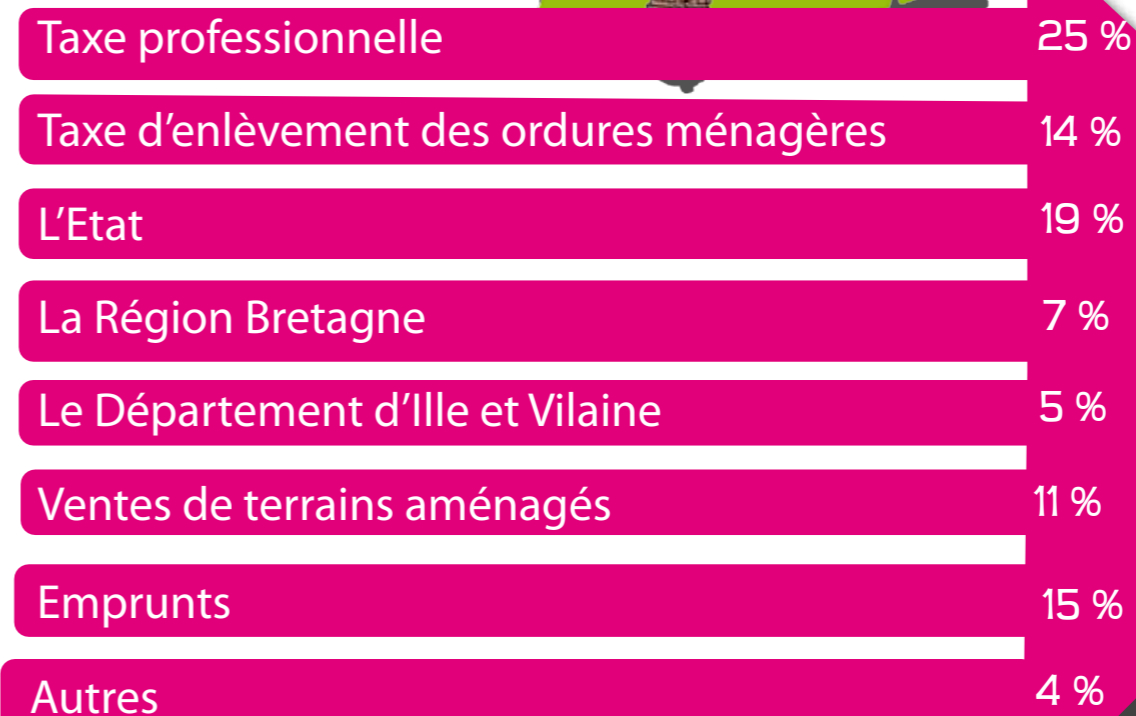 Taxe professionnelle 25 %
Taxe d’enlèvement des ordures ménagères 14 %
L’Etat 19 %
La Région Bretagne 7 %
Le Département d’Ille et Vilaine 5 %
Ventes de terrains aménagés 11 %
Emprunts 15 %
Autres 4 %